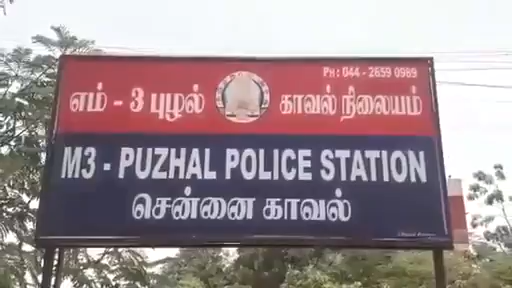 PH : 044 - 2659 0989
எம் - 3 புழல் காவல் நிலையம்
M3 - PUZHAL POLICE STATION
சென்னை காவல்